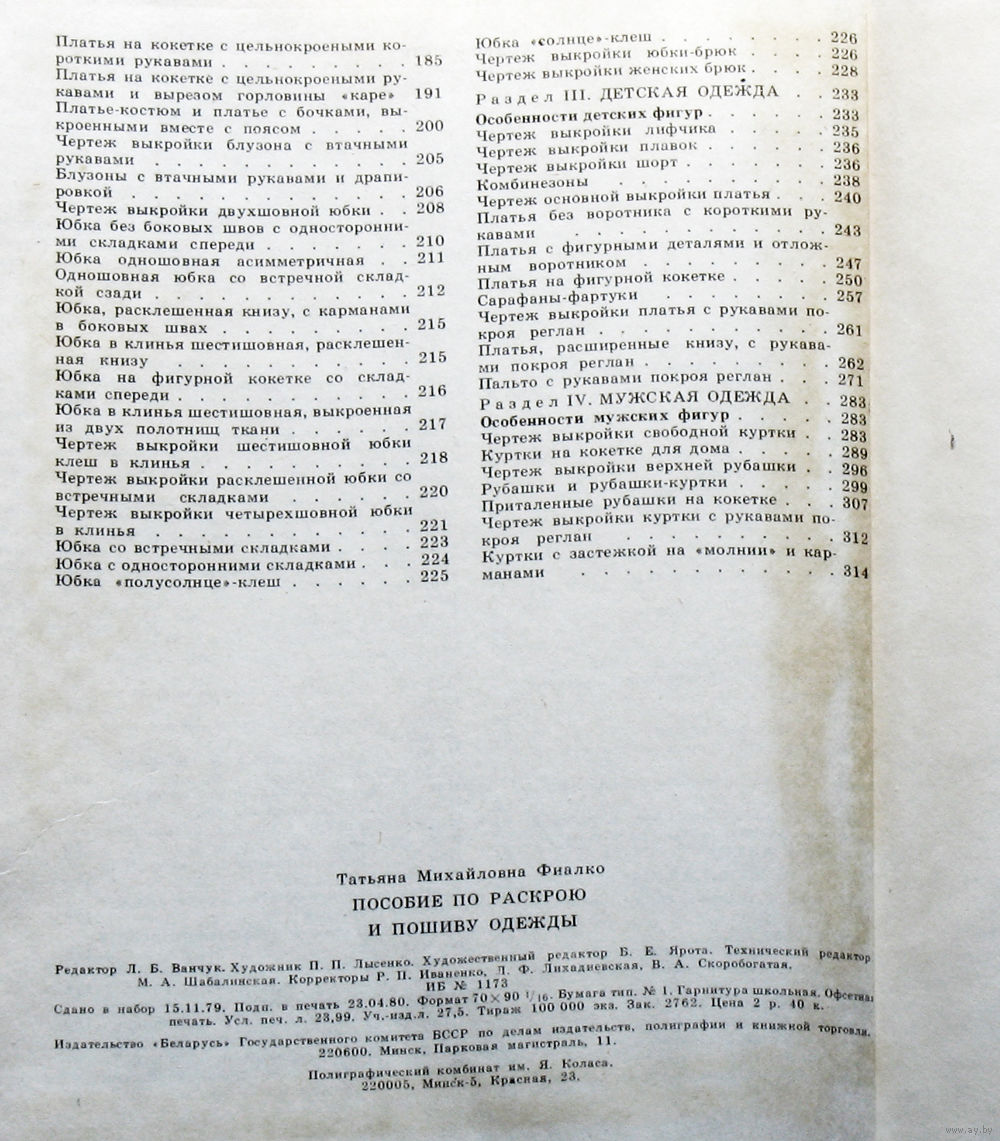 Платья на кокетке с цельнокроеными ко-
роткими рукавами . . . . . . . . . 185
Платья на кокетке с цельнокроеными ру-
кавами и вырезом горловины «каре» 191
Платье-костюм и платье с бочками, вы-
кроенными вместе с поясом . . . . . 200
Чертеж выкройки блузона с втачными
рукавами . . . . . . . . . . . . 205
Блузоны с втачными рукавами и драпи-
ровкой . . . . . . . . . . . . . 206
Чертеж выкройки двухшовной юбки . . 208
Юбка без боковых швов с односторонни-
ми складками спереди . . . . . . . 210
Юбка одношовная асимметричная . . 211
Одношовная юбка со встречной склад-
кой сзади . . . . . . . . . . . . 212
Юбка, расклешенная книзу, с карманами
в боковых швах . . . . . . . . . 215
Юбка в клинья шестишовная, расклешен-
ная книзу . . . . . . . . . . . 215
Юбка на фигурной кокетке со склад-
ками спереди . . . . . . . . . . . 216
Юбка в клинья шестишовная, выкроенная
из двух полотнищ ткани . . . . . . 217
Чертеж выкройки шестишовной юбки
клеш в клинья . . . . . . . . . . 218
Чертеж выкройки расклешенной юбки со
встречными складками . . . . . . 220
Чертеж выкройки четырехшовной юбки
в клинья . . . . . . . . . . . . 221
Юбка со встречными складками . . . . 223
Юбка с односторонними складками . . . 224
Юбка «полусолнце»-клеш . . . . . . 225
Юбка «солнце»-клеш . . . . . . . . 226
Чертеж выкройки юбки-брюк . . . . 226
Чертеж выкройки женских брюк . . . . 228
Раздел III. ДЕТСКАЯ ОДЕЖДА . . 233
Особенности детских фигур . . . . . . 233
Чертеж выкройки лифчика . . . . . 235
Чертеж выкройки плавок . . . . . . 236
Чертеж выкройки шорт . . . . . . . 236
Комбинезоны . . . . . . . . . . 238
Чертеж основной выкройки платья . . . 240
Платья без воротника с короткими ру-
кавами . . . . . . . . . . . . 243
Платья с фигурными деталями и отлож-
ным воротником . . . . . . . . . 247
Платья на фигурной кокетке . . . . . 250
Сарафаны-фартуки . . . . . . . . 257
Чертеж выкройки платья с рукавами по-
кроя реглан . . . . . . . . . . . 261
Платья, расширенные книзу, с рукава-
ми покроя реглан . . . . . . . . . 262
Пальто с рукавами покроя реглан . . . 271
Раздел IV. МУЖСКАЯ ОДЕЖДА . . 283
Особенности мужских фигур . . . . . 283
Чертеж выкройки свободной куртки . . 283
Куртки на кокетке для дома . . . . . 289
Чертеж выкройки верхней рубашки . . 296
Рубашки и рубашки-куртки . . . . . 299
Приталенные рубашки на кокетке . . . 307
Чертеж выкройки куртки с рукавами по-
кроя реглан . . . . . . . . . . 312
Куртки с застежкой на «молнии» и кар-
манами . . . . . . . . . . . . 314
Татьяна Михайловна Фиалко
ПОСОБИЕ ПО РАСКРОЮ
И ПОШИВУ ОДЕЖДЫ
Редактор Л. Б. Ванчук. Художник П. П. Лысенко. Художественный редактор Б. Е. Ярота. Технический редактор
М. А. Шабалинская. Корректоры Р. П. Иваненко, Л. Ф. Лихадиевская, В. А. Скоробогатая.
ИБ № 1173
Сдано в набор 15.11.79. Подп. в печать 23.04.80. Формат 70×90 1/16. Бумага тип. № 1. Гарнитура школьная. Офсетная
печать. Усл. печ. л. 23,99. Уч.-изд.л. 27,5. Тираж 100 000 экз. Зак. 2762. Цена 2 р. 40 к.
Издательство «Беларусь» Государственного комитета БССР по делам издательств, полиграфии и книжной торговли.
220600. Минск, Парковая магистраль, 11.
Полиграфический комбинат им. Я. Коласа.
220005, Минск-5, Красная, 23.
www.ay.by